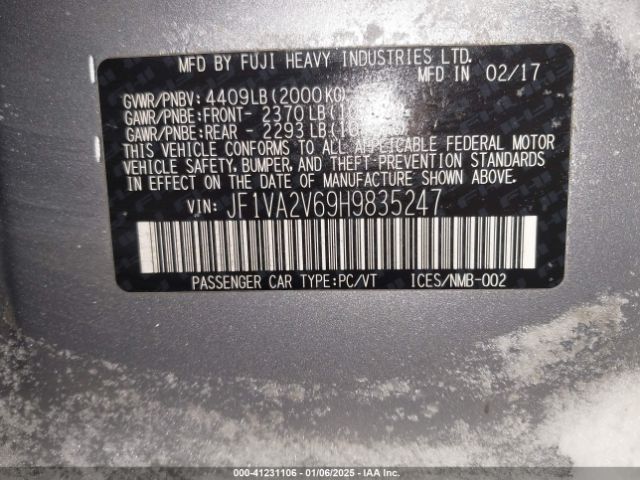 MFD BY FUJI HEAVY INDUSTRIES LTD.
MFD IN 02/17
GVWR/PNBV: 4409LB(2000KG)
GAWR/PNBE:FRONT- 2370LB(1
GAWR/PNBE:REAR - 2293LB(10
THIS VEHICLE CONFORMS TO ALL APPLICABLE FEDERAL MOTOR
VEHICLE SAFETY, BUMPER, AND THEFT-PREVENTION STANDARDS
IN EFFECT ON THE DATE OF MANUFACTURE SHOWN ABOVE.
VIN: JF1VA2V69H9835247
PASSENGER CAR TYPE:PC/VT ICES/NMB-002
000-41231106 - 01/06/2025 - IAA Inc.